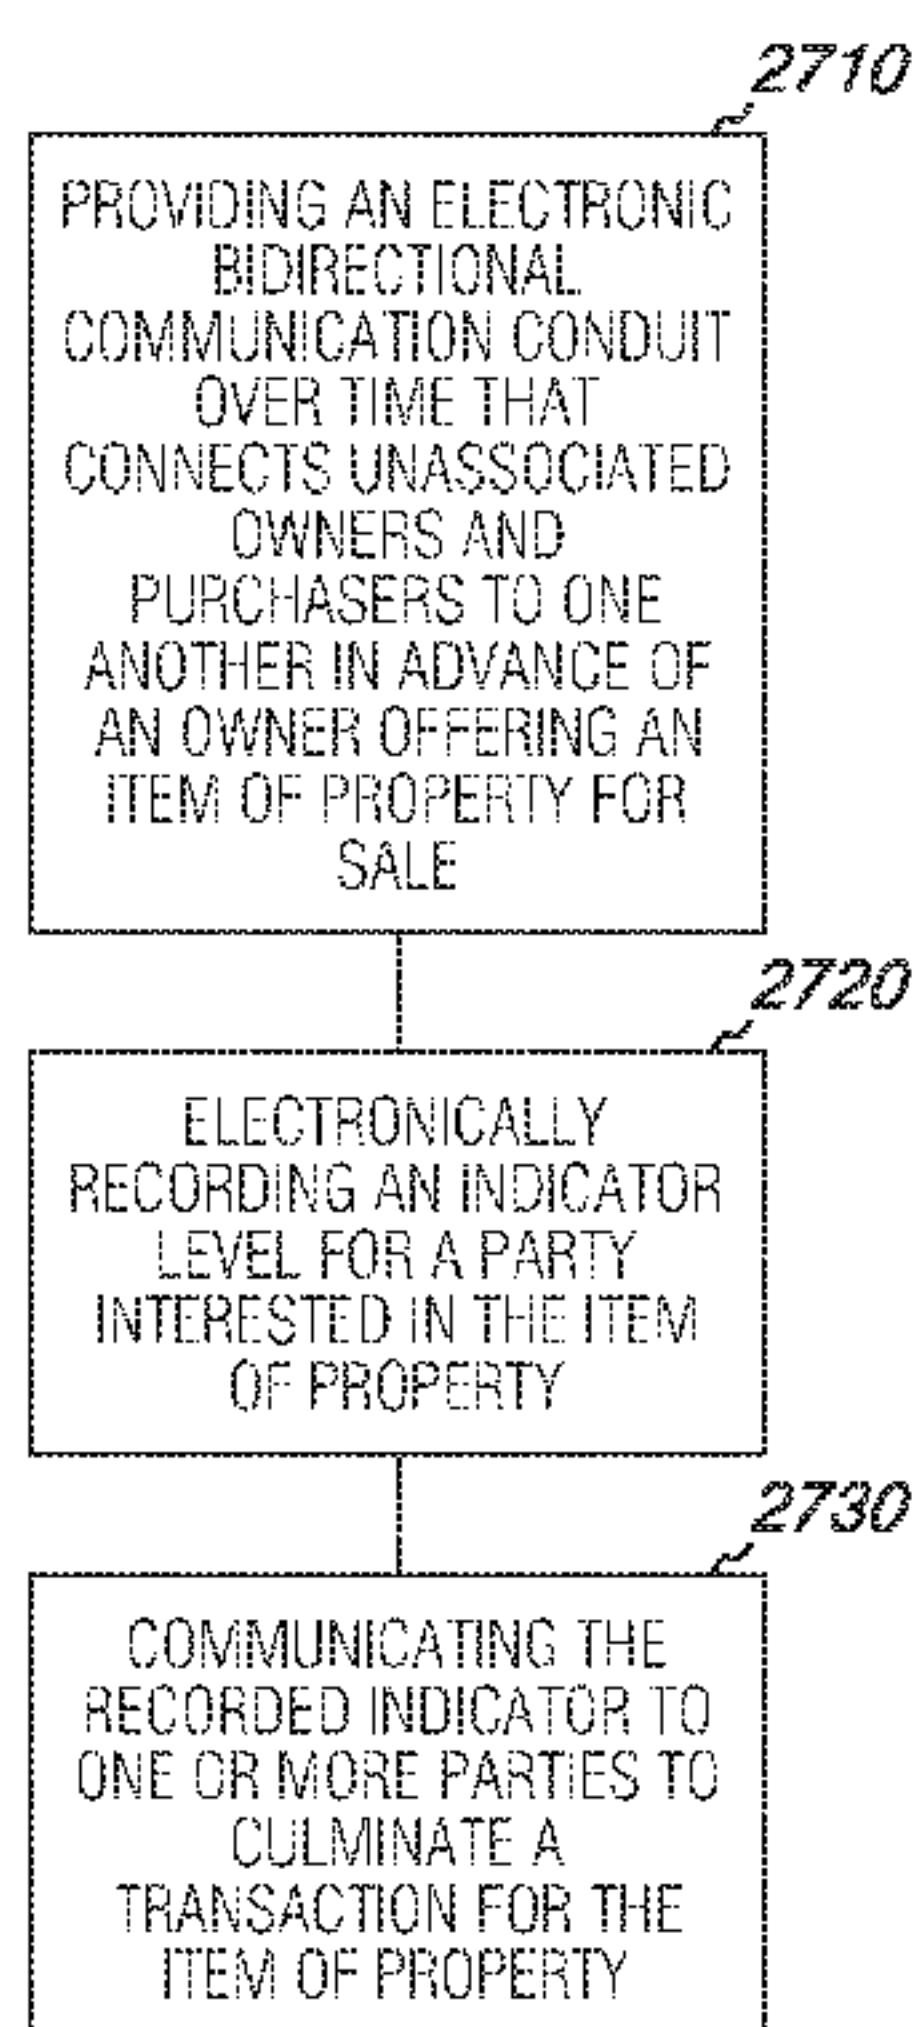 2710
PROVIDING AN ELECTRONIC
BIDIRECTIONAL
COMMUNICATION CONDUIT
OVER TIME THAT
CONNECTS UNASSOCIATED
OWNERS AND
PURCHASERS TO ONE
ANOTHER IN ADVANCE OF
AN OWNER OFFERING AN
ITEM OF PROPERTY FOR
SALE
2720
ELECTRONICALLY
RECORDING AN INDICATOR
LEVEL FOR A PARTY
INTERESTED IN THE ITEM
OF PROPERTY
2730
COMMUNICATING THE
RECORDED INDICATOR TO
ONE OR MORE PARTIES TO
CULMINATE A
TRANSACTION FOR THE
ITEM OF PROPERTY